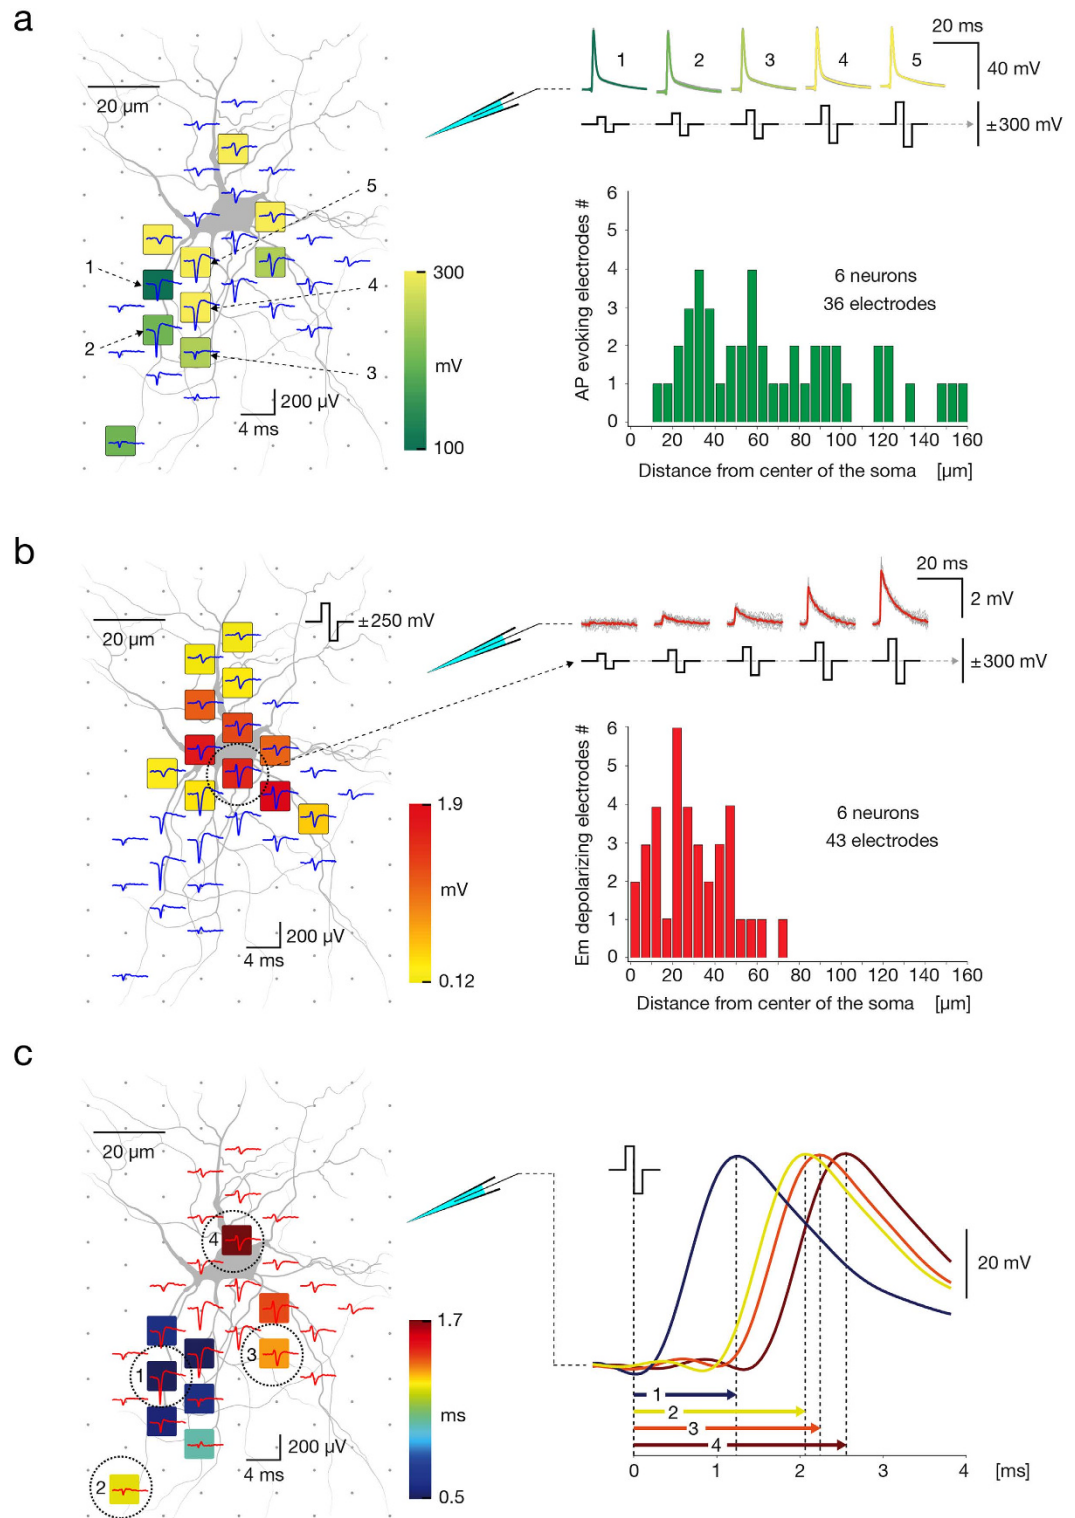 a
20 µm
1
2
5
4
3
200 µV
4 ms
300
mV
100
1
2
3
4
5
20 ms
40 mV
±300 mV
AP evoking electrodes #
6
5
4
3
2
1
0
6 neurons
36 electrodes
0 20 40 60 80 100 120 140 160
Distance from center of the soma [µm]
b
20 µm
±250 mV
200 µV
4 ms
1.9
mV
0.12
20 ms
2 mV
±300 mV
Em depolarizing electrodes #
6
5
4
3
2
1
0
6 neurons
43 electrodes
0 20 40 60 80 100 120 140 160
Distance from center of the soma [µm]
c
20 µm
4
3
1
2
200 µV
4 ms
1.7
ms
0.5
20 mV
1
2
3
4
0 1 2 3 4 [ms]